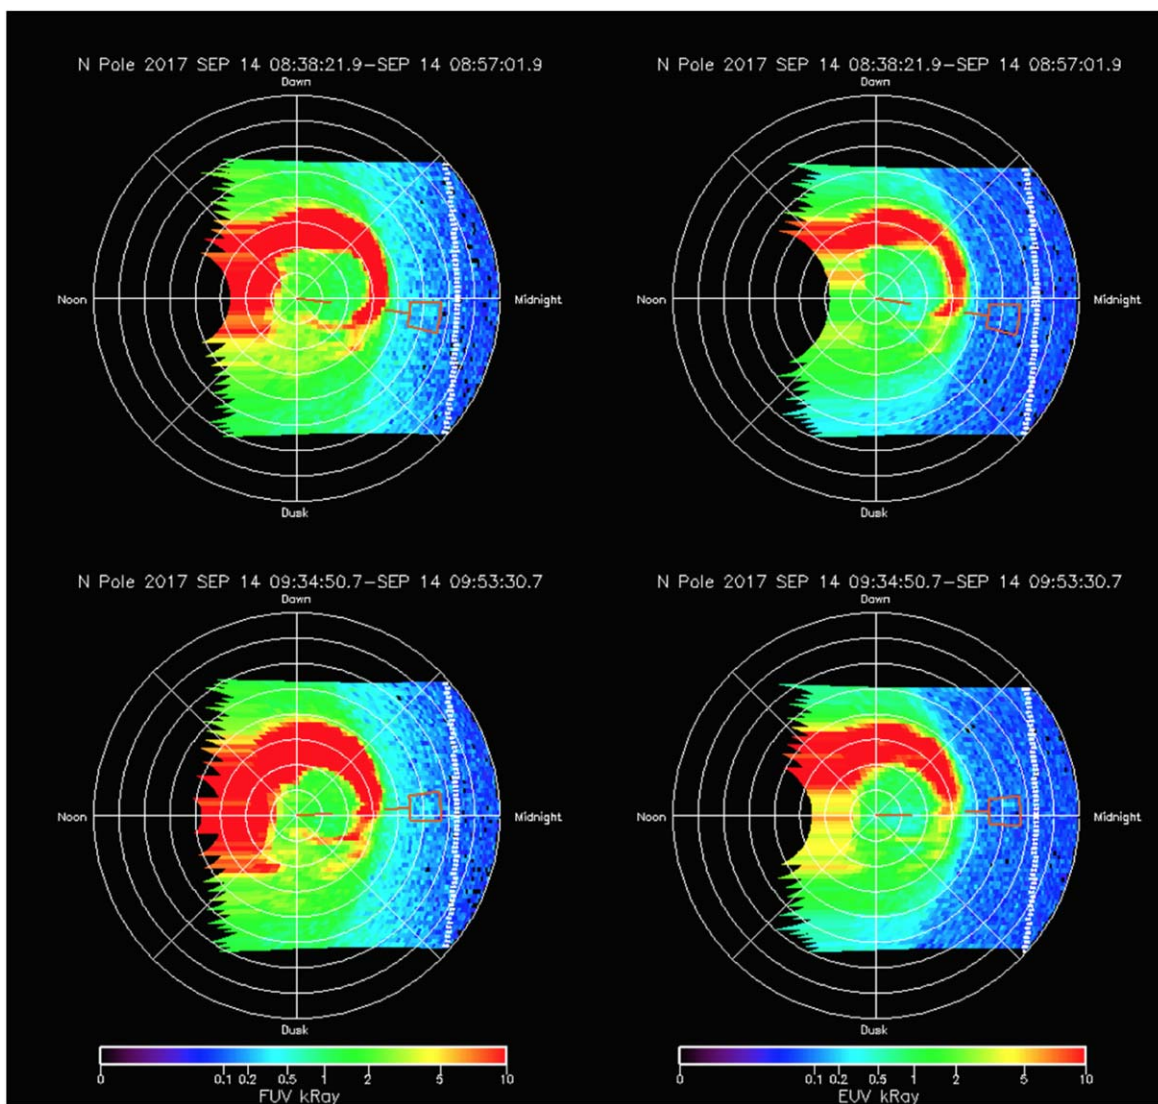 N Pole 2017 SEP 14 08:38:21.9-SEP 14 08:57:01.9
Dawn
Noon
Midnight
Dusk
N Pole 2017 SEP 14 08:38:21.9-SEP 14 08:57:01.9
Dawn
Noon
Midnight
Dusk
N Pole 2017 SEP 14 09:34:50.7-SEP 14 09:53:30.7
Dawn
Noon
Midnight
Dusk
N Pole 2017 SEP 14 09:34:50.7-SEP 14 09:53:30.7
Dawn
Noon
Midnight
Dusk
0 0.1 0.2 0.5 1 2 5 10
FUV kRay
0 0.1 0.2 0.5 1 2 5 10
EUV kRay